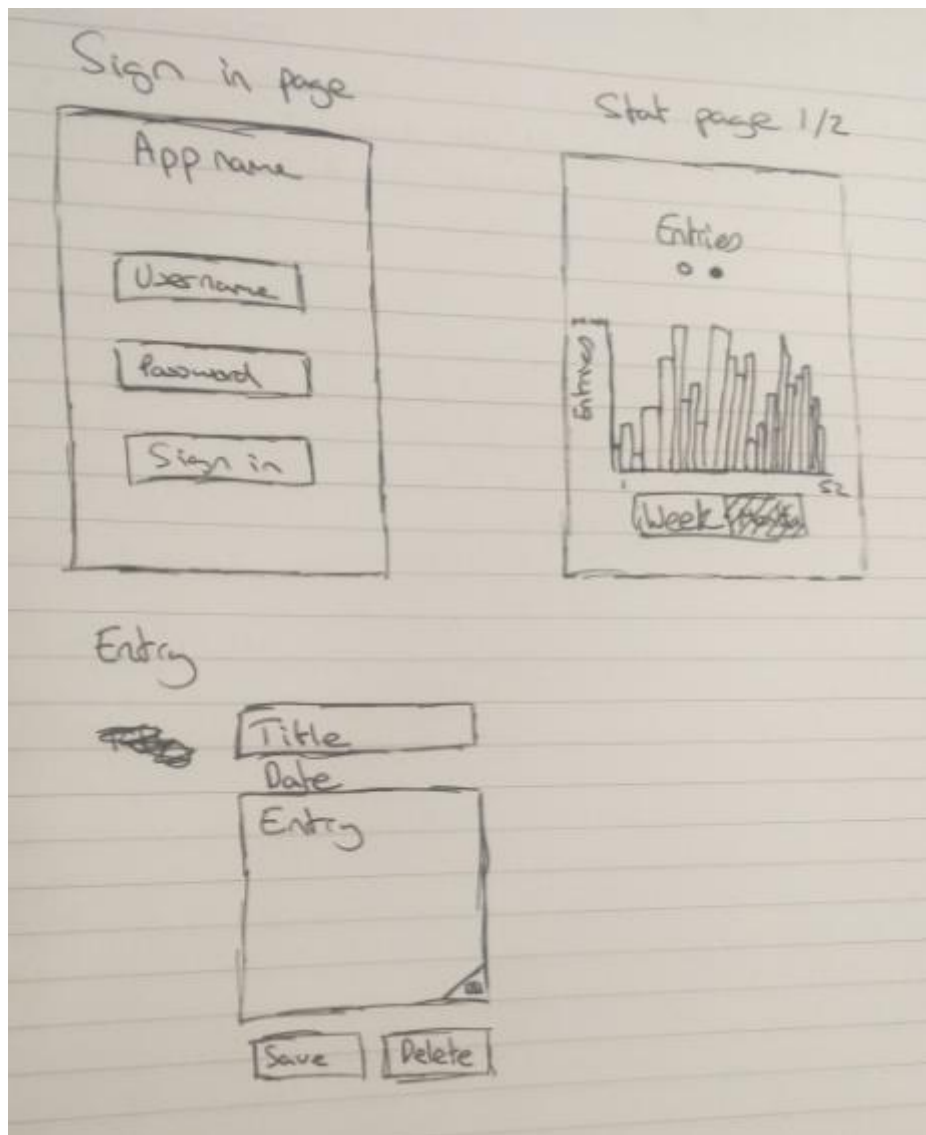 Sign in page
App name
Username
Password
Sign in
Stat page 1/2
Entries
Entries
1
52
Week
Entry
Title
Date
Entry
Save
Delete